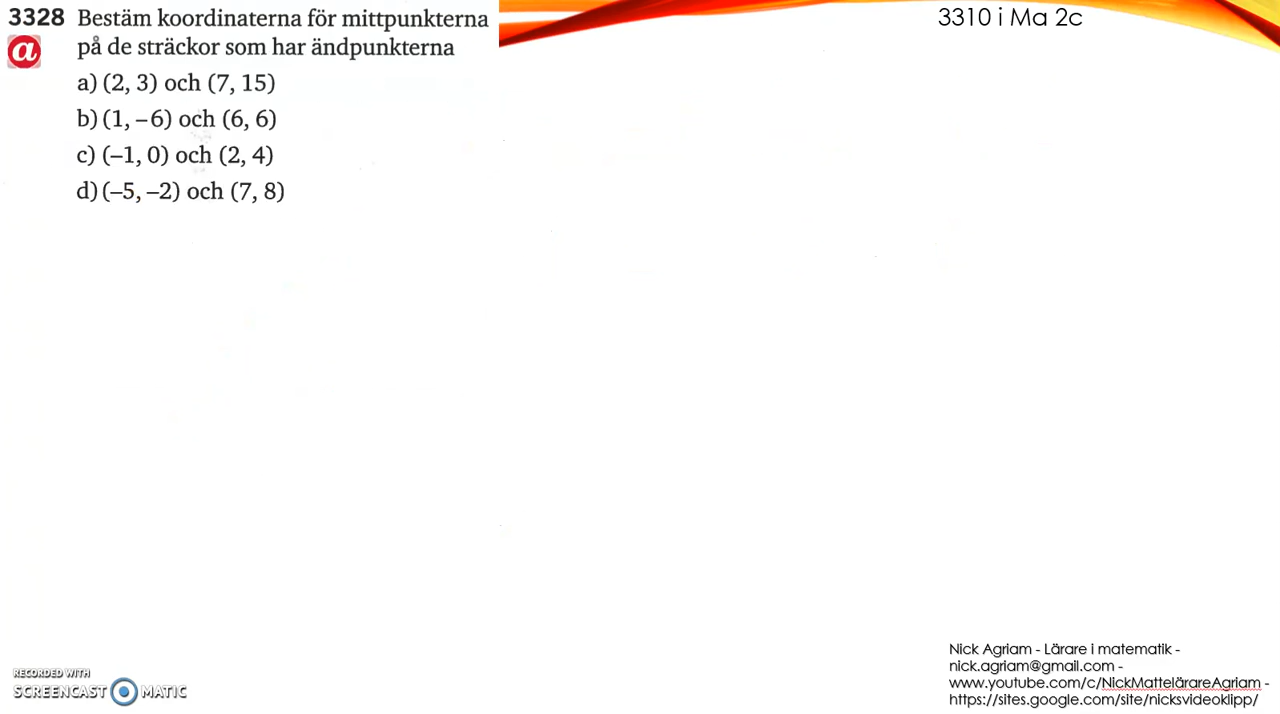 3328 Bestäm koordinaterna för mittpunkterna
a på de sträckor som har ändpunkterna
a) (2, 3) och (7, 15)
b) (1, –6) och (6, 6)
c) (–1, 0) och (2, 4)
d) (–5, –2) och (7, 8)
3310 i Ma 2c
Nick Agriam - Lärare i matematik -
nick.agriam@gmail.com -
www.youtube.com/c/NickMattelärareAgriam -
https://sites.google.com/site/nicksvideoklipp/
RECORDED WITH
SCREENCAST MATIC